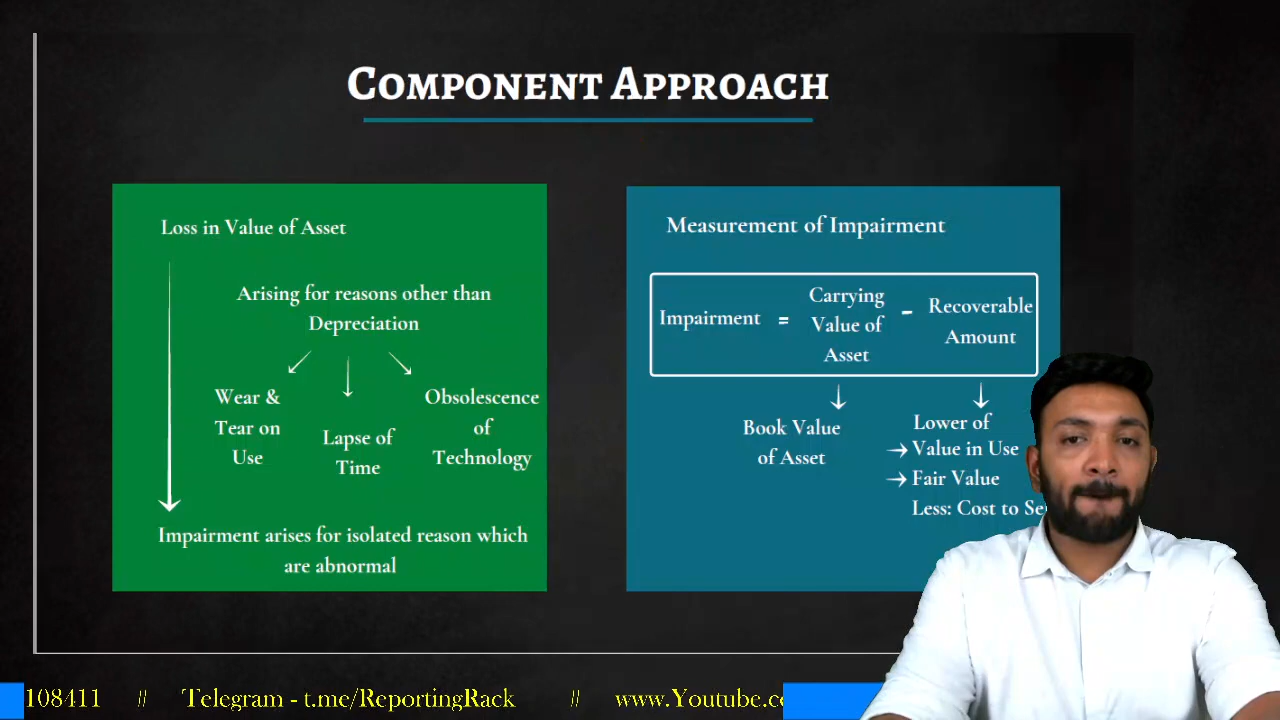 COMPONENT APPROACH
Loss in Value of Asset
Arising for reasons other than
Depreciation
Wear &
Tear on
Use
Lapse of
Time
Obsolescence
of
Technology
Impairment arises for isolated reason which
are abnormal
Measurement of Impairment
Impairment = Carrying
Value of
Asset
- Recoverable
Amount
Book Value
of Asset
Lower of
→ Value in Use
→ Fair Value
Less: Cost to Se
108411 // Telegram - t.me/ReportingRack // www.Youtube.c